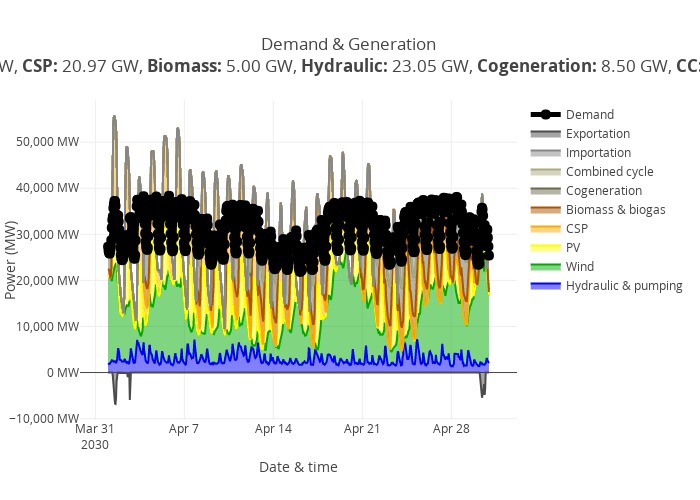 Demand & Generation
W, CSP: 20.97 GW, Biomass: 5.00 GW, Hydraulic: 23.05 GW, Cogeneration: 8.50 GW, CC:
Demand
Exportation
Importation
Combined cycle
Cogeneration
Biomass & biogas
CSP
PV
Wind
Hydraulic & pumping
Power (MW)
50,000 MW
40,000 MW
30,000 MW
20,000 MW
10,000 MW
0 MW
−10,000 MW
Mar 31 Apr 7 Apr 14 Apr 21 Apr 28
2030
Date & time